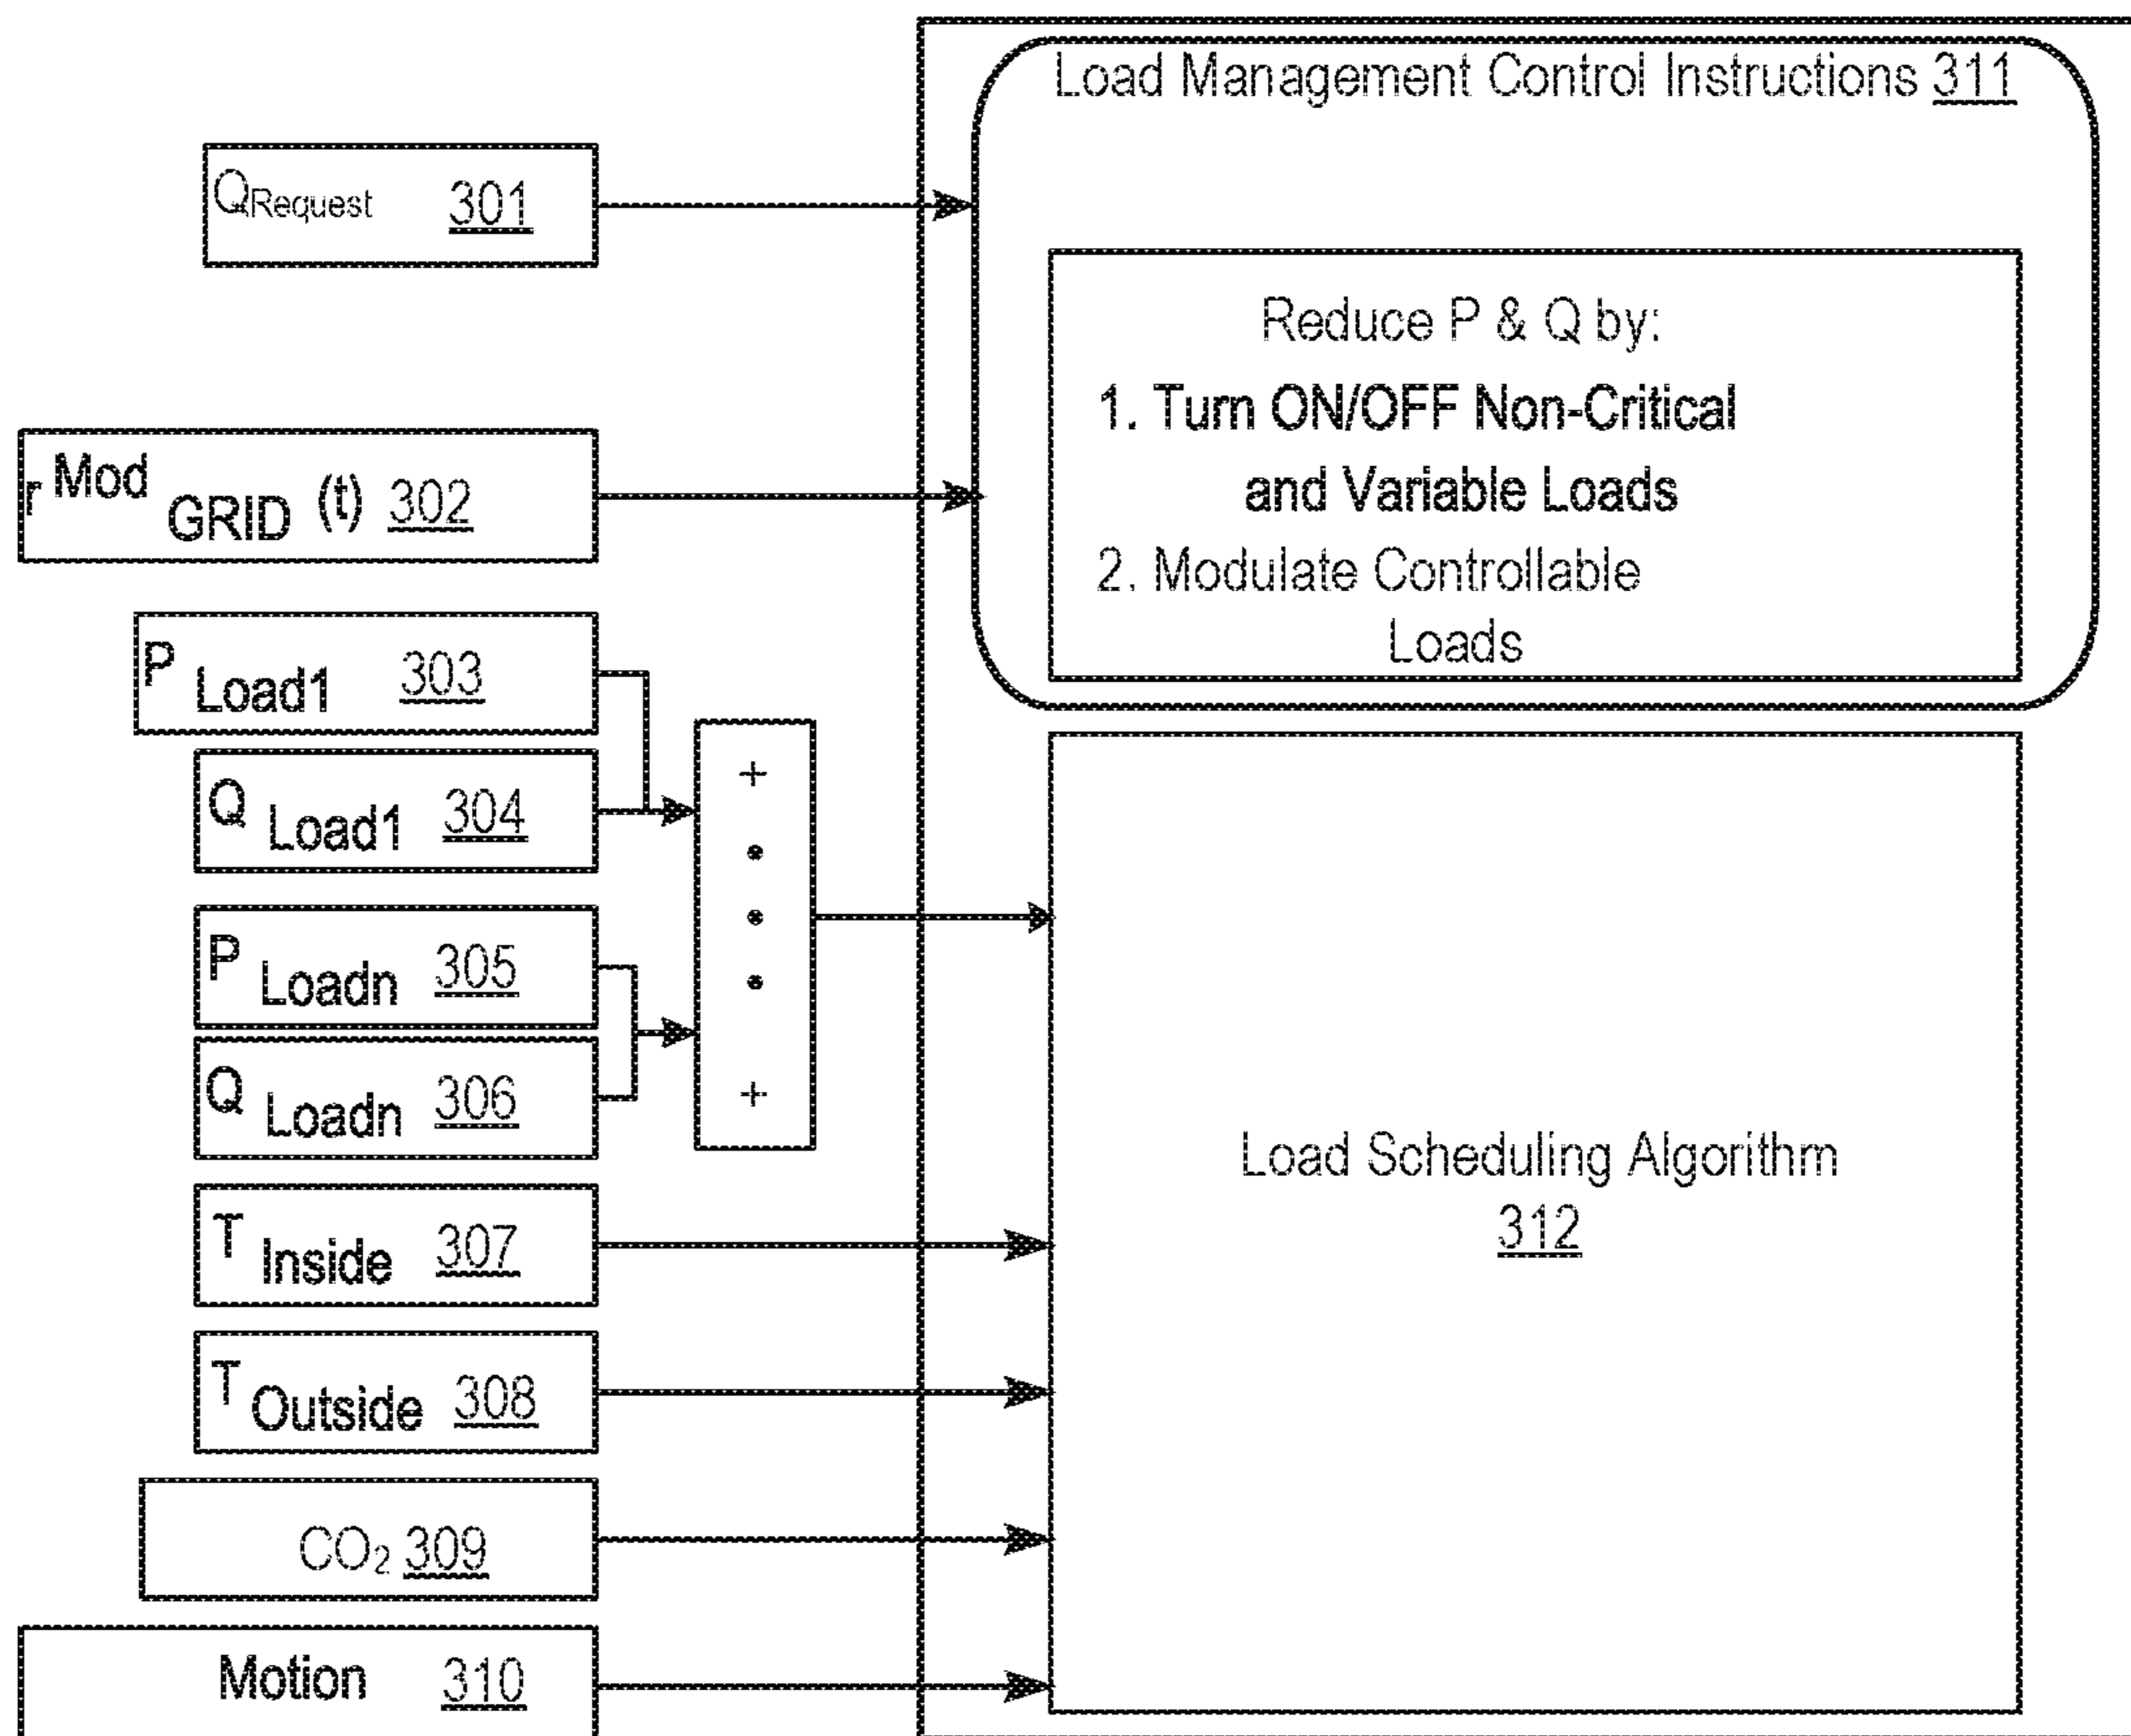 Load Management Control Instructions 311
QRequest 301
Reduce P & Q by:
1. Turn ON/OFF Non-Critical
and Variable Loads
2. Modulate Controllable
Loads
r Mod GRID (t) 302
P Load1 303
Q Load1 304
P Loadn 305
Q Loadn 306
+
•
•
•
+
T Inside 307
T Outside 308
CO₂ 309
Motion 310
Load Scheduling Algorithm
312